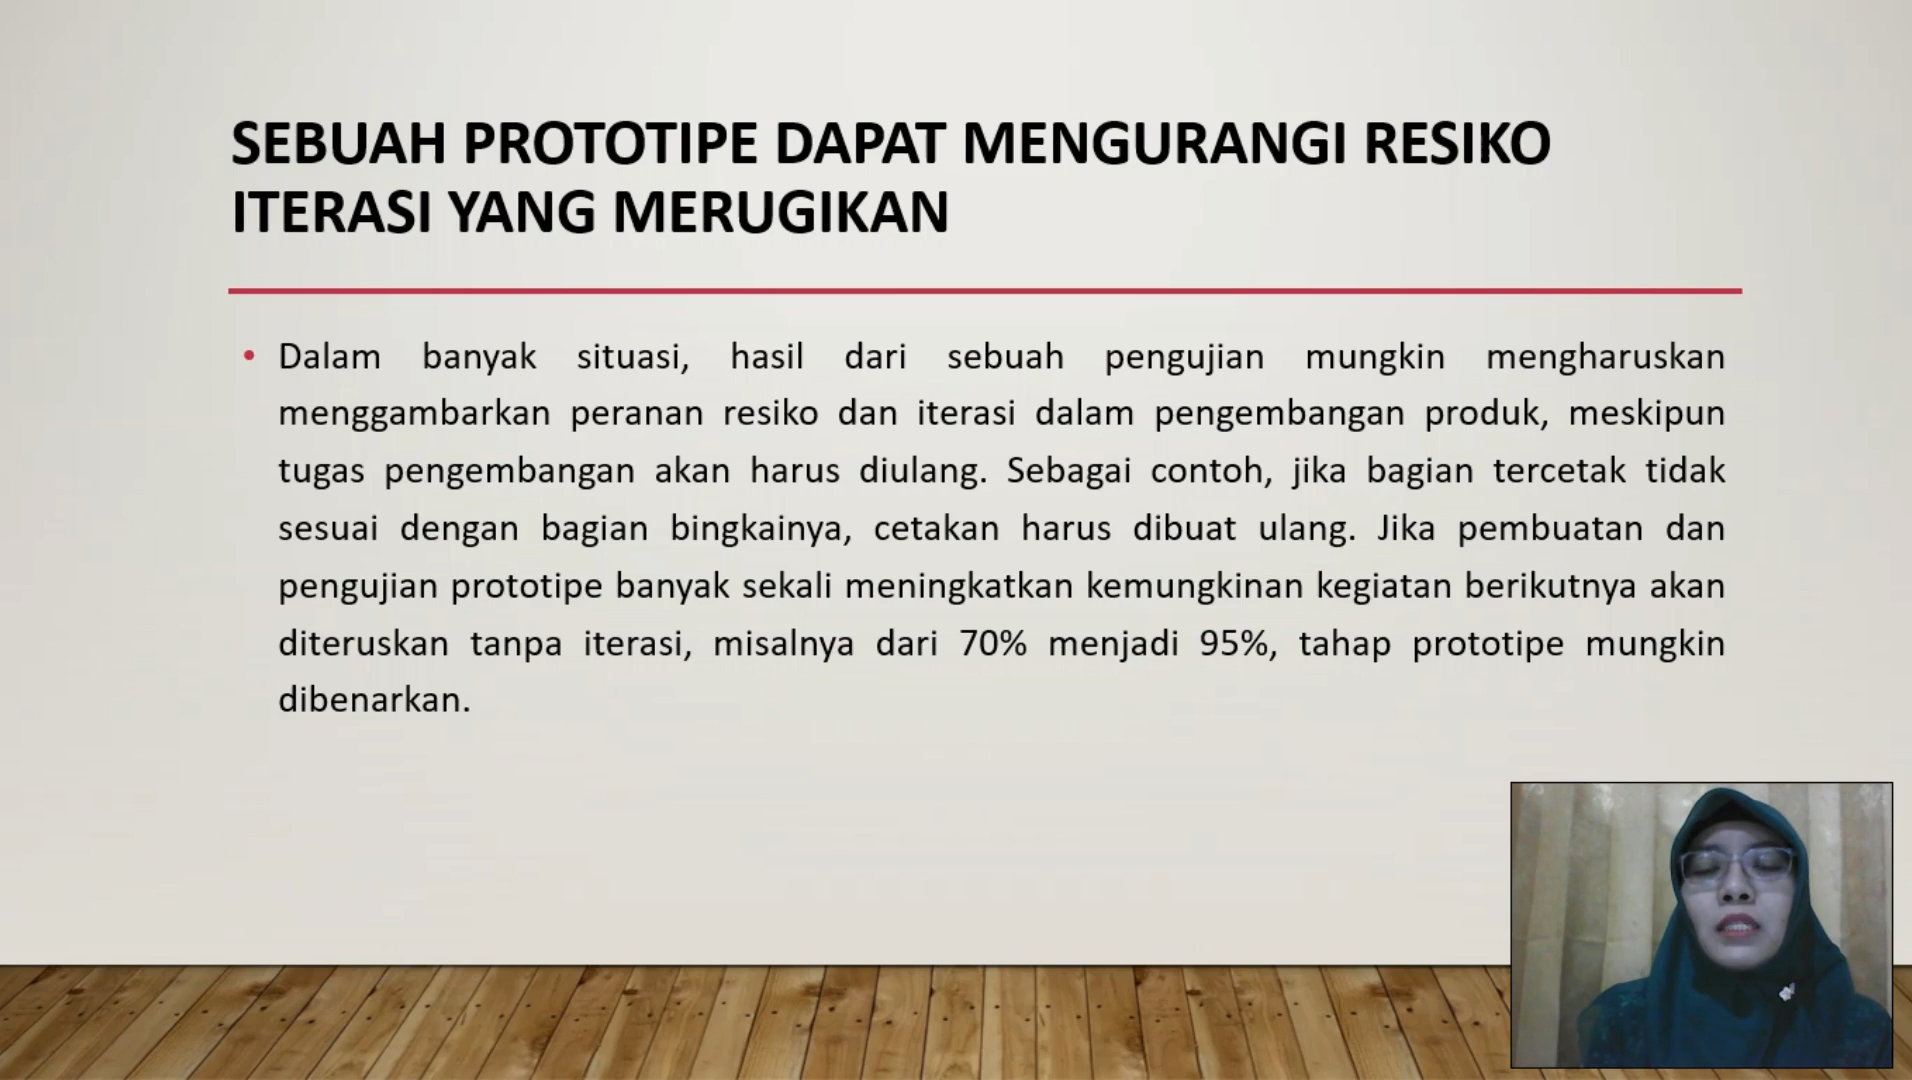 SEBUAH PROTOTIPE DAPAT MENGURANGI RESIKO
ITERASI YANG MERUGIKAN
• Dalam banyak situasi, hasil dari sebuah pengujian mungkin mengharuskan
menggambarkan peranan resiko dan iterasi dalam pengembangan produk, meskipun
tugas pengembangan akan harus diulang. Sebagai contoh, jika bagian tercetak tidak
sesuai dengan bagian bingkainya, cetakan harus dibuat ulang. Jika pembuatan dan
pengujian prototipe banyak sekali meningkatkan kemungkinan kegiatan berikutnya akan
diteruskan tanpa iterasi, misalnya dari 70% menjadi 95%, tahap prototipe mungkin
dibenarkan.